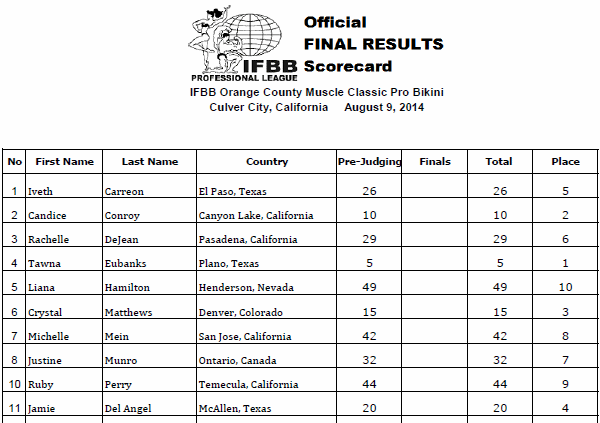 Official
FINAL RESULTS
Scorecard
IFBB
PROFESSIONAL LEAGUE
IFBB Orange County Muscle Classic Pro Bikini
Culver City, California August 9, 2014
No First Name Last Name Country Pre-Judging Finals Total Place
1 Iveth Carreon El Paso, Texas 26 26 5
2 Candice Conroy Canyon Lake, California 10 10 2
3 Rachelle DeJean Pasadena, California 29 29 6
4 Tawna Eubanks Plano, Texas 5 5 1
5 Liana Hamilton Henderson, Nevada 49 49 10
6 Crystal Matthews Denver, Colorado 15 15 3
7 Michelle Mein San Jose, California 42 42 8
8 Justine Munro Ontario, Canada 32 32 7
10 Ruby Perry Temecula, California 44 44 9
11 Jamie Del Angel McAllen, Texas 20 20 4